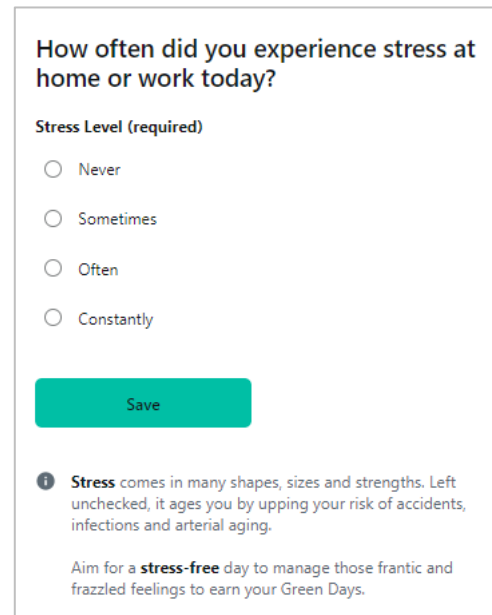 How often did you experience stress at
home or work today?
Stress Level (required)
Never
Sometimes
Often
Constantly
Save
Stress comes in many shapes, sizes and strengths. Left
unchecked, it ages you by upping your risk of accidents,
infections and arterial aging.
Aim for a stress-free day to manage those frantic and
frazzled feelings to earn your Green Days.